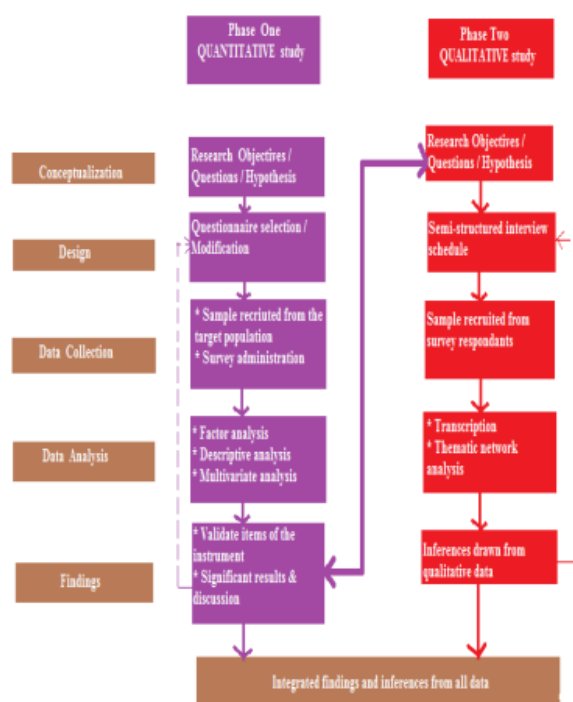 Phase One
QUANTITATIVE study
Phase Two
QUALITATIVE study
Conceptualization
Research Objectives /
Questions / Hypothesis
Research Objectives /
Questions / Hypothesis
Design
Questionnaire selection /
Modification
Semi-structured interview
schedule
Data Collection
* Sample recriuted from the
target population
* Survey administration
Sample recruited from
survey respondants
Data Analysis
* Factor analysis
* Descriptive analysis
* Multivariate analysis
* Transcription
* Thematic network
analysis
Findings
* Validate items of the
instrument
* Significant results &
discussion
Inferences drawn from
qualitative data
Integrated findings and inferences from all data